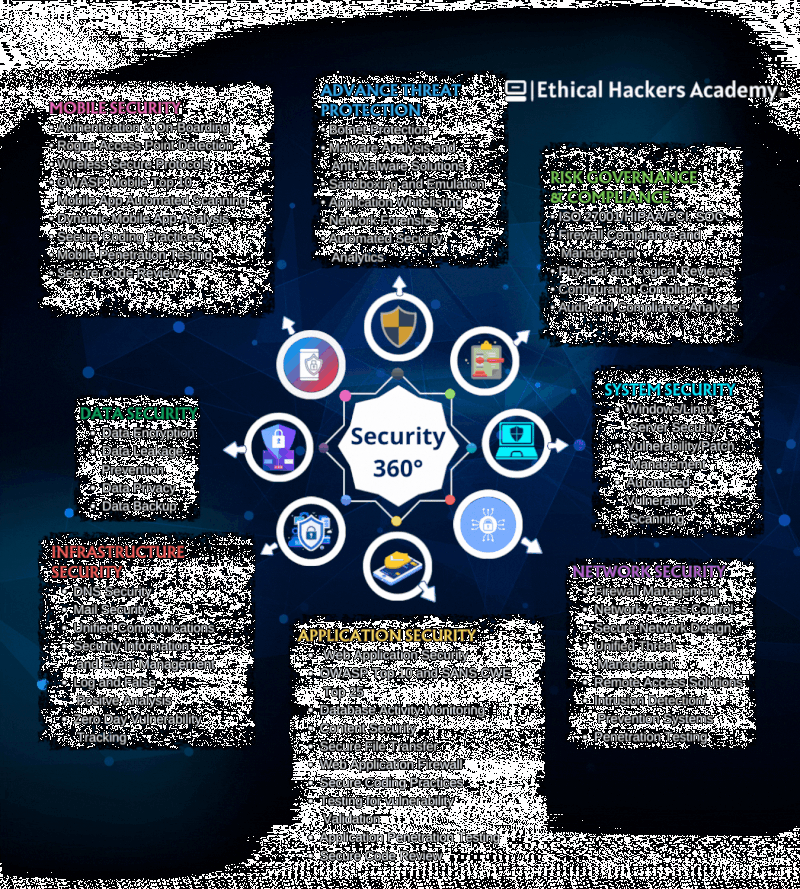 |Ethical Hackers Academy
MOBILE SECURITY
Authentication & On-Boarding
Rogue Access Point Detection
Wireless Secure Protocols
OWASP Mobile Top 10
Mobile App Automated Scanning
Dynamic Mobile App Analysis
Secure Coding Practices
Mobile Penetration Testing
Secure Code Review
ADVANCE THREAT
PROTECTION
Botnet Protection
Malware Analysis and
Anti-Malware Solutions
Sandboxing and Emulation
Application Whitelisting
Network
Automated Security
Analytics
RISK GOVERNANCE
& COMPLIANCE
ISO 27001/
Firewall Compliance and
Management
Physical and Logical Reviews
Configuration Compliance
Audit and Compliance Analysis
Security
360°
DATA SECURITY
Data Encryption
Data Leakage
Prevention
Data
Data Backup
SYSTEM SECURITY
Windows/Linux
Server Security
Vulnerability/Patch
Management
Automated
Vulnerability
Scanning
INFRASTRUCTURE
SECURITY
DNS Security
Mail Security
Unified Communications
Security Information
and Event Management
Log and
Analysis
Zero Day Vulnerability
Tracking
NETWORK SECURITY
Firewall Management
Network Access Control
Secure Network Design
Unified Threat
Management
Remote Access Solutions
Intrusion Detection/
Prevention Systems
Penetration Testing
APPLICATION SECURITY
Web Application Security
OWASP Top 10 and SANS CWE
Top 25
Database Activity Monitoring
Content Security
Secure File Transfer
Web Application Firewall
Secure Coding Practices
Testing for Vulnerability
Validation
Application Penetration Testing
Secure Code Review